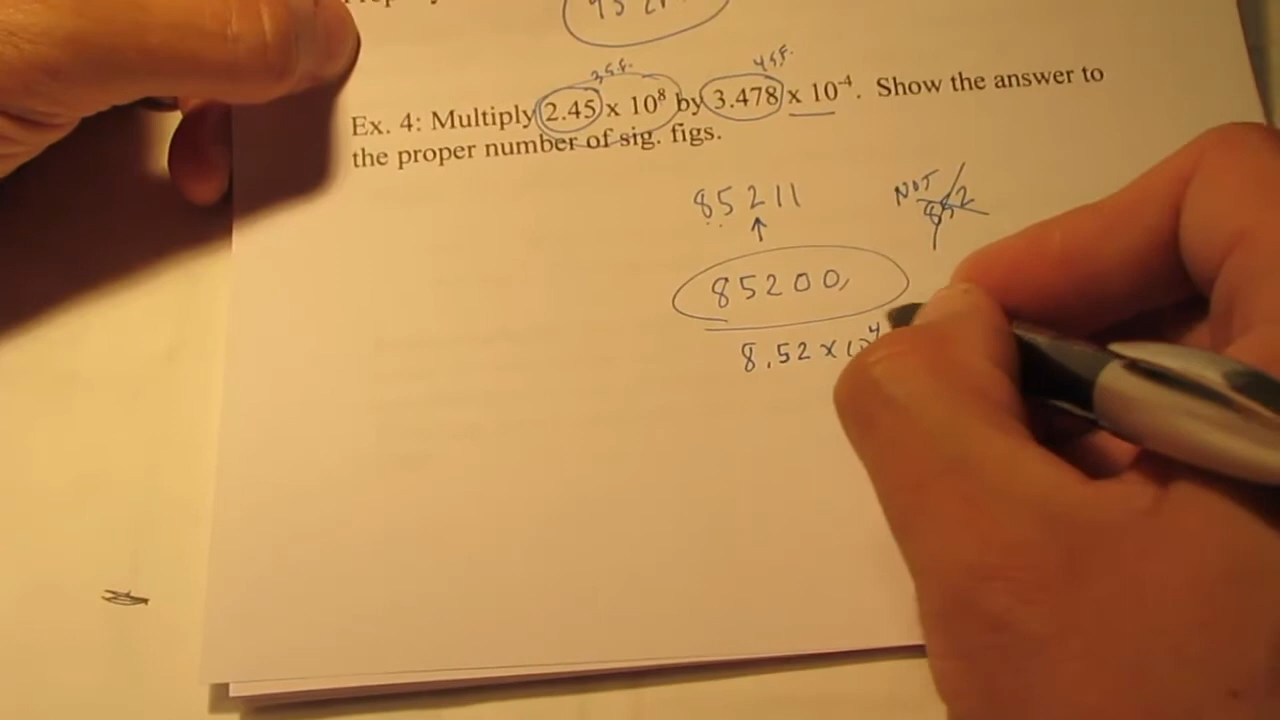 3 S.F. 4 S.F.
Ex. 4: Multiply 2.45 x 10⁸ by 3.478 x 10⁻⁴. Show the answer to
the proper number of sig. figs.
85211
NOT
852
85200,
8.52 x 10⁴